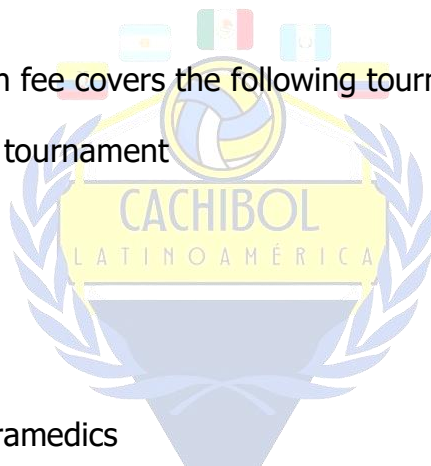 n fee covers the following tourn
tournament
CACHIBOL
LATINOAMÉRICA
ramedics